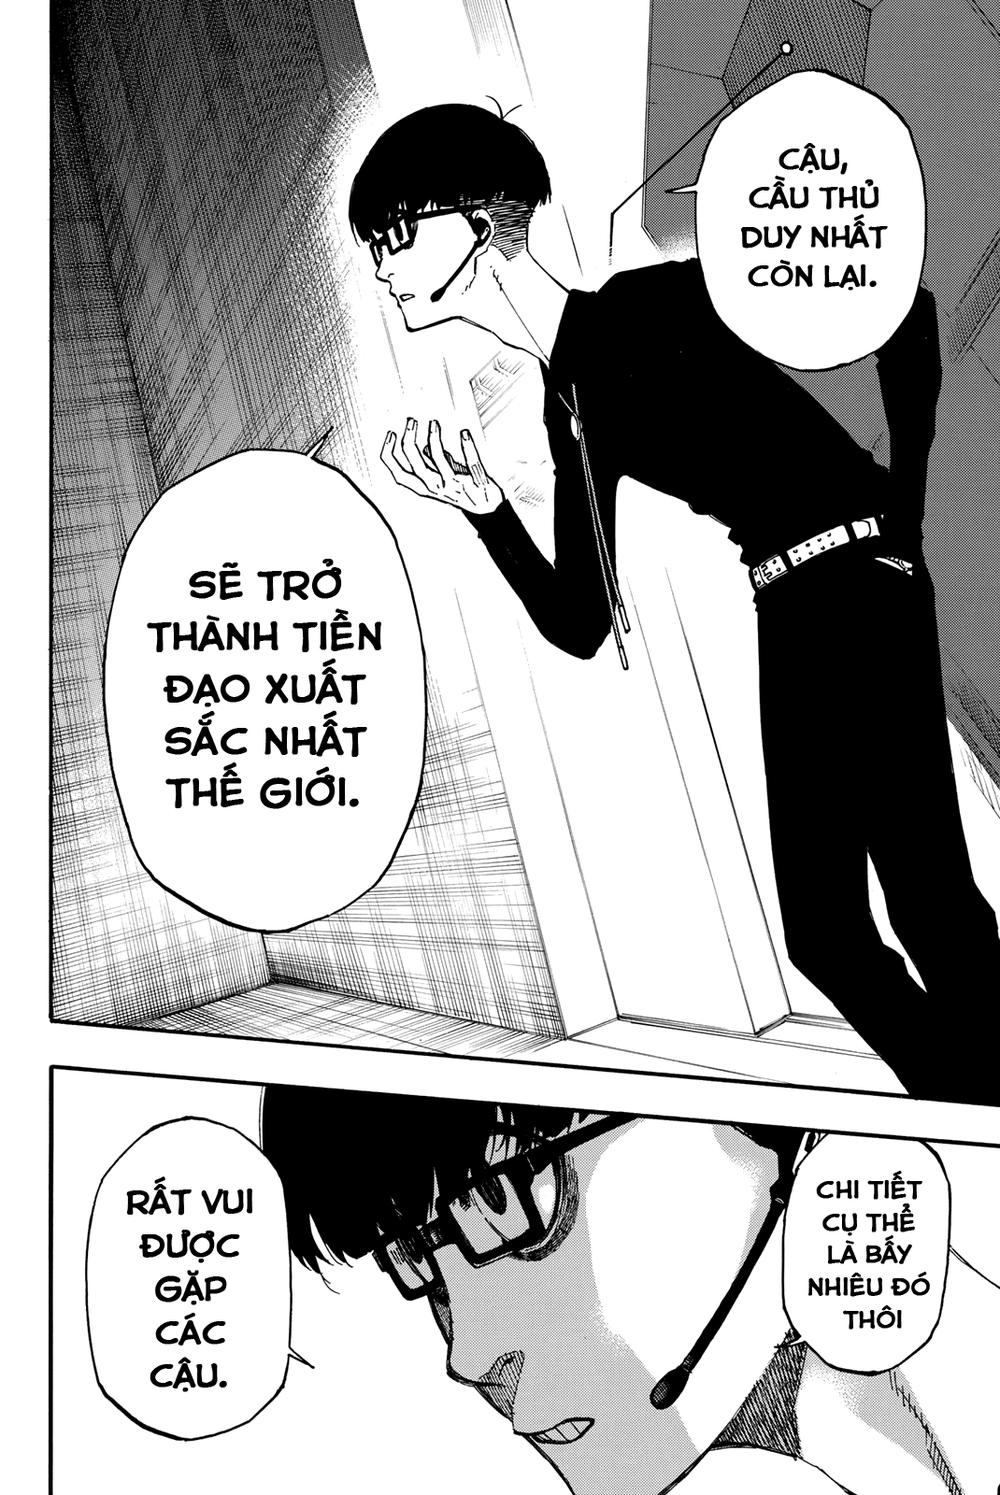 CẬU,
CẦU THỦ
DUY NHẤT
CÒN LẠI.
SẼ TRỞ
THÀNH TIỀN
ĐẠO XUẤT
SẮC NHẤT
THẾ GIỚI.
CHI TIẾT
CỤ THỂ
LÀ BẤY
NHIÊU ĐÓ
THÔI
RẤT VUI
ĐƯỢC
GẶP
CÁC
CẬU.